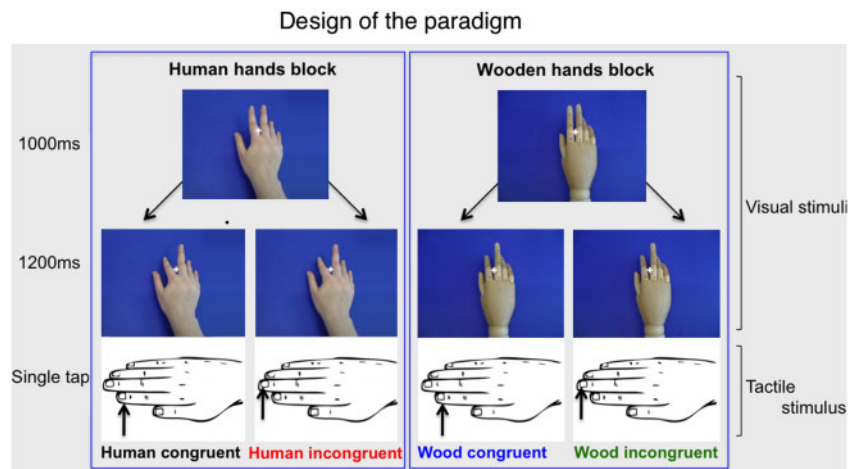 Design of the paradigm
Human hands block
Wooden hands block
1000ms
Visual stimuli
1200ms
Single tap
Tactile
stimulus
Human congruent
Human incongruent
Wood congruent
Wood incongruent